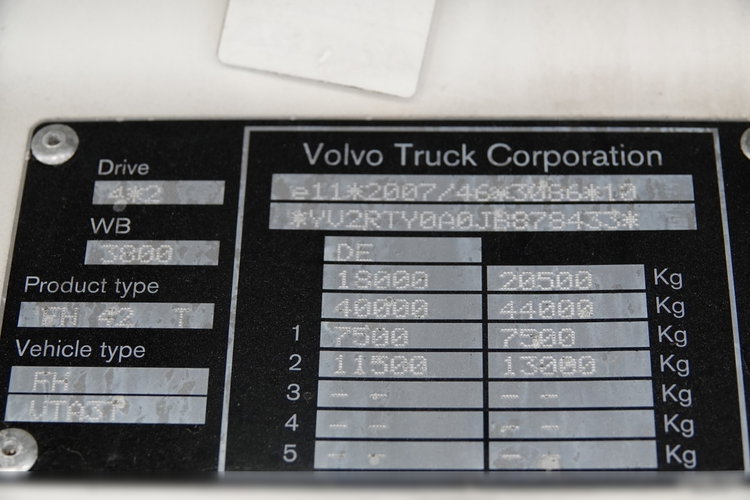 Volvo Truck Corporation
Drive
4*2
WB
3800
Product type
42 T
Vehicle type
RH
VTA3T
e11*2007/46*3086*10
*YV2RTY0A0JB878433*
DE
18000 20500 Kg
40000 44000 Kg
1 7500 7500 Kg
2 11500 13000 Kg
3 -- -- Kg
4 -- -- Kg
5 -- -- Kg